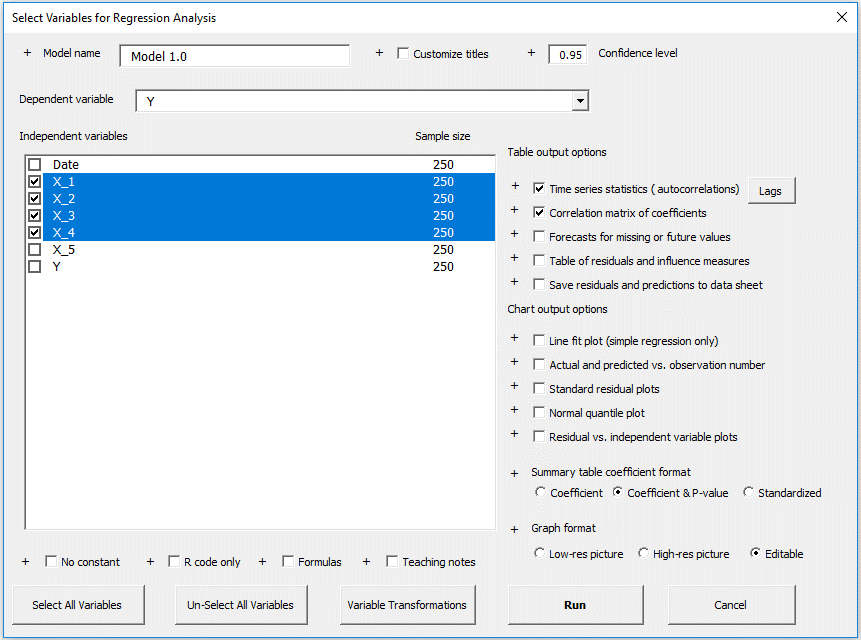 Select Variables for Regression Analysis
+ Model name Model 1.0 + Customize titles + 0.95 Confidence level
Dependent variable Y
Independent variables Sample size
Date 250
X_1 250
X_2 250
X_3 250
X_4 250
X_5 250
Y 250
Table output options
+ Time series statistics ( autocorrelations) Lags
+ Correlation matrix of coefficients
+ Forecasts for missing or future values
+ Table of residuals and influence measures
+ Save residuals and predictions to data sheet
Chart output options
+ Line fit plot (simple regression only)
+ Actual and predicted vs. observation number
+ Standard residual plots
+ Normal quantile plot
+ Residual vs. independent variable plots
+ Summary table coefficient format
Coefficient Coefficient & P-value Standardized
+ Graph format
Low-res picture High-res picture Editable
+ No constant + R code only + Formulas + Teaching notes
Select All Variables Un-Select All Variables Variable Transformations Run Cancel